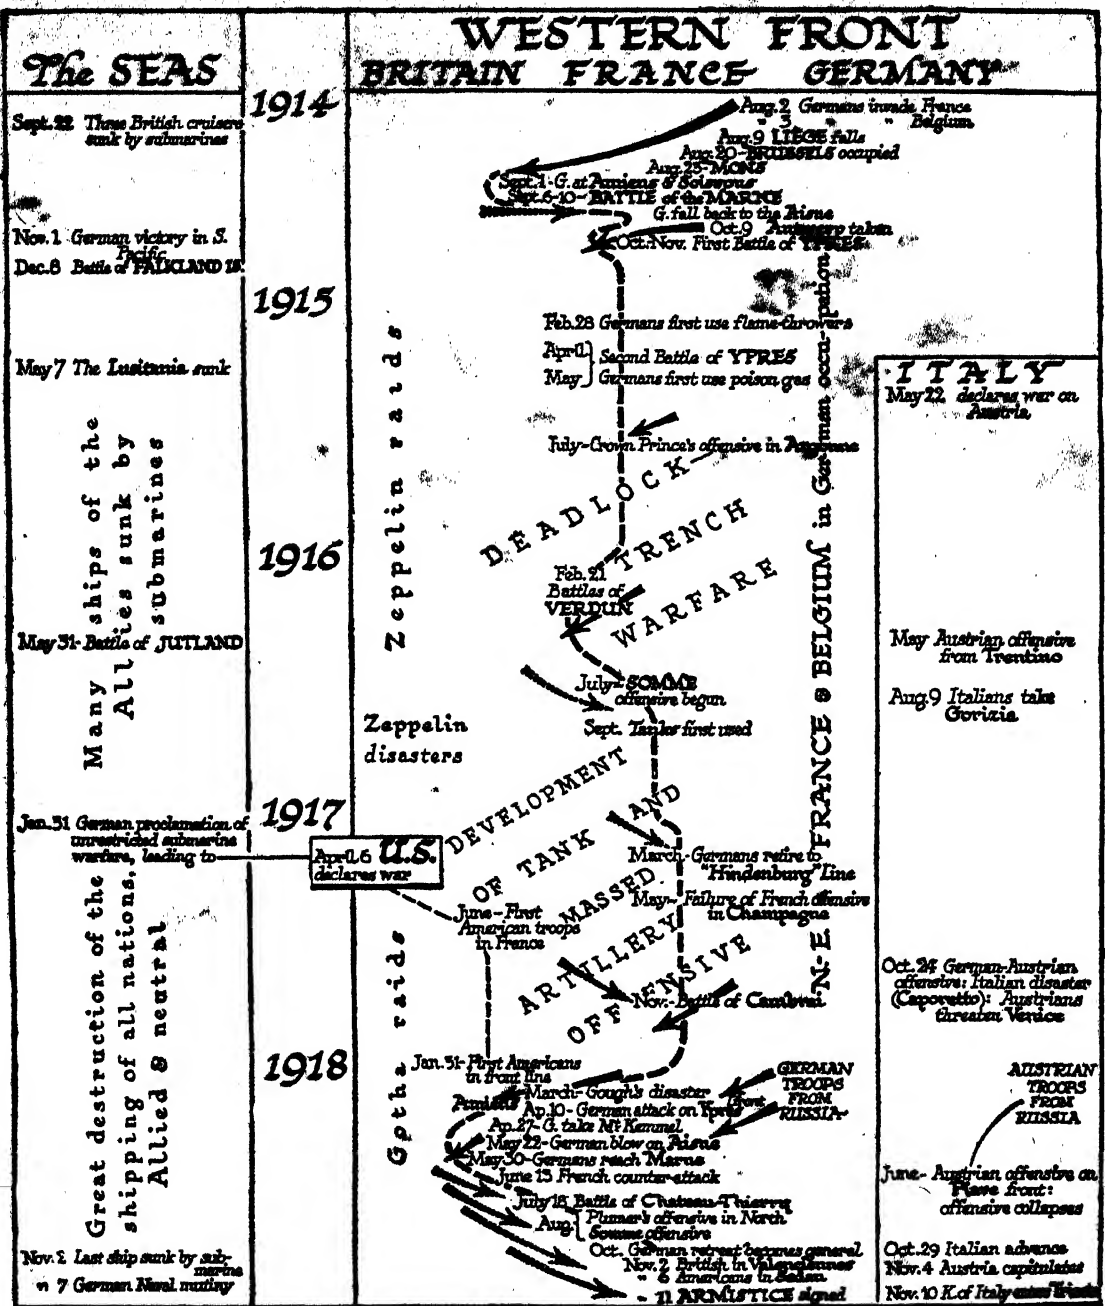 The SEAS
Sept. 22 Three British cruisers
sunk by submarines
Nov. 1 German victory in S.
Pacific
Dec. 8 Battle of FALKLAND IS.
May 7 The Lusitania sunk
Many ships of the
Allies sunk by
submarines
May 31- Battle of JUTLAND
Jan. 31 German proclamation of
unrestricted submarine
warfare, leading to
Great destruction of the
shipping of all nations,
Allied & neutral
Nov. 2 Last ship sunk by sub-
marine
" 7 German Naval mutiny
1914
1915
1916
1917
1918
WESTERN FRONT
BRITAIN FRANCE GERMANY
Aug. 2 Germans invade France
" 3 " " Belgium
Aug. 9 LIEGE falls
Aug. 20-BRUSSELS occupied
Aug. 23-MONS
Sept. 1-G. at Amiens & Soissons
Sept. 6-10-BATTLE of the MARNE
G. fall back to the Aisne
Oct. 9 Antwerp taken
Oct.-Nov. First Battle of YPRES
Zeppelin raids
Feb. 28 Germans first use flame-throwers
April } Second Battle of YPRES
May } Germans first use poison gas
July-Crown Prince's offensive in Argonne
DEADLOCK-
TRENCH
WARFARE
Feb. 21
Battles of
VERDUN
July-SOMME
offensive begun
Sept. Tanks first used
Zeppelin
disasters
DEVELOPMENT
OF TANK AND
MASSED
ARTILLERY
OFFENSIVE
April 6 U.S.
declares war
March-Germans retire to
"Hindenburg" Line
May-Failure of French offensive
in Champagne
June-First
American troops
in France
Nov.-Battle of Cambrai
N-E. FRANCE & BELGIUM in German occupation
Gotha raids
Jan. 31-First Americans
in front line
March-Gough's disaster
Amiens
Ap. 10-German attack on Ypres front
Ap. 27-G. take Mt Kemmel
May 22-German blow on Aisne
May 30-Germans reach Marne
June 13 French counter-attack
GERMAN
TROOPS
FROM
RUSSIA
July 18 Battle of Chateau-Thierry
Aug. { Plumer's offensive in North
Somme offensive
Oct. German retreat becomes general
Nov. 2 British in Valenciennes
" 6 Americans in Sedan
" 11 ARMISTICE signed
ITALY
May 22 declares war on
Austria
May Austrian offensive
from Trentino
Aug. 9 Italians take
Gorizia
Oct. 24 German-Austrian
offensive: Italian disaster
(Caporetto): Austrians
threaten Venice
AUSTRIAN
TROOPS
FROM
RUSSIA
June- Austrian offensive on
Piave front:
offensive collapses
Oct. 29 Italian advance
Nov. 4 Austria capitulates
Nov. 10 K. of Italy enters Trieste